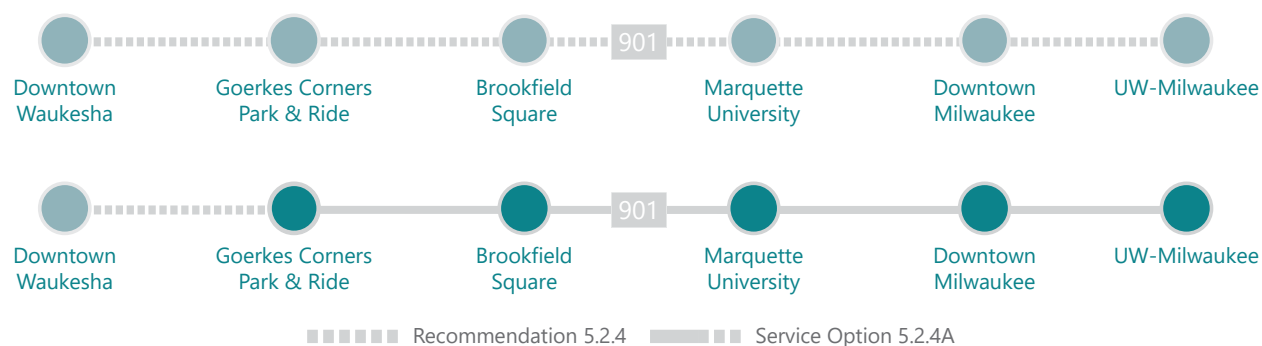 901
Downtown Goerkes Corners Brookfield Marquette Downtown UW-Milwaukee
Waukesha Park & Ride Square University Milwaukee
901
Downtown Goerkes Corners Brookfield Marquette Downtown UW-Milwaukee
Waukesha Park & Ride Square University Milwaukee
Recommendation 5.2.4 Service Option 5.2.4A